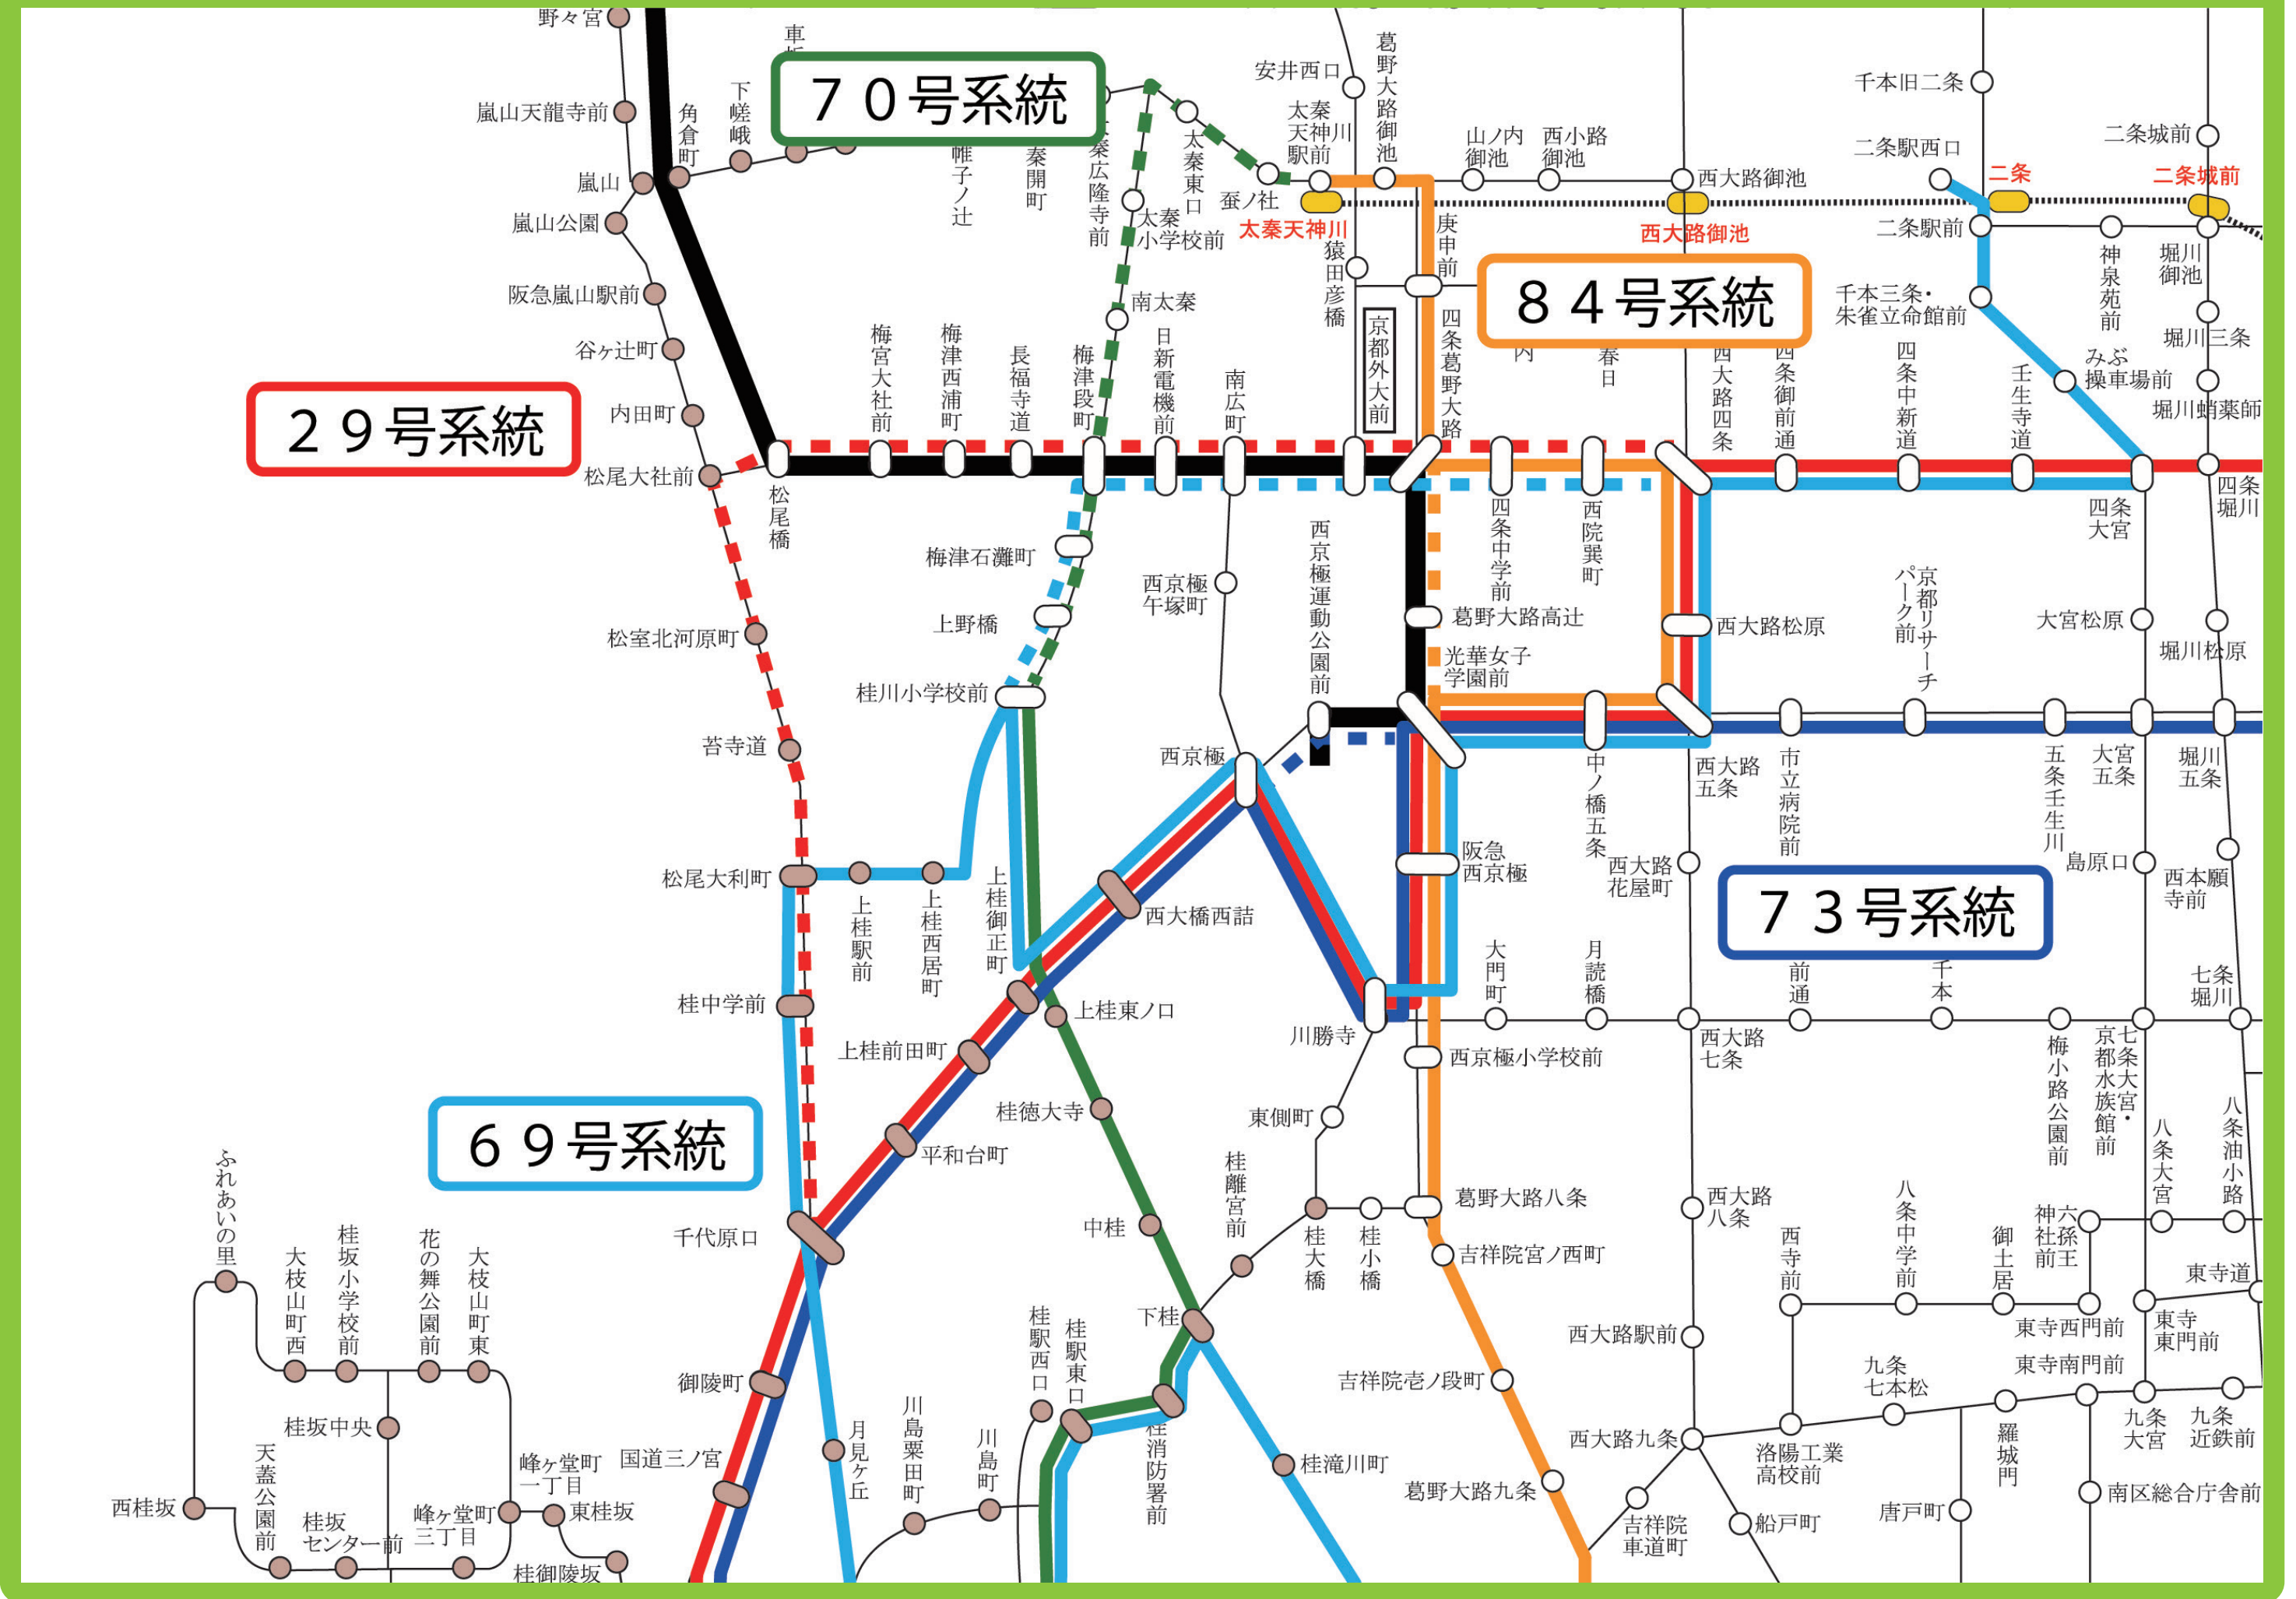 野々宮
嵐山天龍寺前
嵐山
嵐山公園
阪急嵐山駅前
谷ヶ辻町
内田町
松尾大社前
角倉町
下嵯峨
７０号系統
帷子ノ辻
秦開町
秦広隆寺前
太秦東口
太秦
小学校前
南太秦
蚕ノ社
安井西口
太秦
天神川
駅前
太秦天神川
葛野大路御池
山ノ内
御池
西小路
御池
西大路御池
西大路御池
千本旧二条
二条駅西口
二条
二条城前
二条城前
二条駅前
神泉苑前
堀川
御池
千本三条・
朱雀立命館前
堀川三条
みぶ
操車場前
堀川蛸薬師
猿田彦橋
庚申前
８４号系統
京都外大前
四条葛野大路
内
春日
西大路四条
四条御前通
四条中新道
壬生寺道
四条
大宮
四条
堀川
２９号系統
松尾橋
梅宮大社前
梅津西浦町
長福寺道
梅津段町
日新電機前
南広町
四条中学前
西院巽町
梅津石灘町
上野橋
桂川小学校前
西京極
午塚町
西京極運動公園前
西京極
葛野大路高辻
光華女子
学園前
西大路松原
京都リサーチ
パーク前
大宮松原
堀川松原
松室北河原町
苔寺道
松尾大利町
上桂駅前
上桂西居町
上桂御正町
桂中学前
西大橋西詰
上桂東ノ口
上桂前田町
桂徳大寺
平和台町
６９号系統
千代原口
中ノ橋五条
西大路
五条
市立病院前
五条壬生川
大宮
五条
堀川
五条
阪急
西京極
西大路
花屋町
島原口
西本願
寺前
７３号系統
大門町
月読橋
前通
千本
七条
堀川
川勝寺
西京極小学校前
西大路
七条
梅小路公園前
七条大宮・
京都水族館前
東側町
桂離宮前
中桂
桂大橋
桂小橋
葛野大路八条
吉祥院宮ノ西町
西大路
八条
八条大宮
八条油小路
西寺前
八条中学前
御土居
六孫王
神社前
東寺道
東寺西門前
東寺
東門前
西大路駅前
東寺南門前
九条
七本松
ふれあいの里
大枝山町西
桂坂小学校前
花の舞公園前
大枝山町東
桂坂中央
西桂坂
天蓋公園前
桂坂
センター前
峰ヶ堂町
三丁目
峰ヶ堂町
一丁目
東桂坂
桂御陵坂
御陵町
国道三ノ宮
月見ヶ丘
川島粟田町
川島町
桂駅西口
桂駅東口
下桂
桂消防署前
桂滝川町
吉祥院壱ノ段町
葛野大路九条
西大路九条
吉祥院
車道町
船戸町
洛陽工業
高校前
唐戸町
羅城門
九条
大宮
九条
近鉄前
南区総合庁舎前